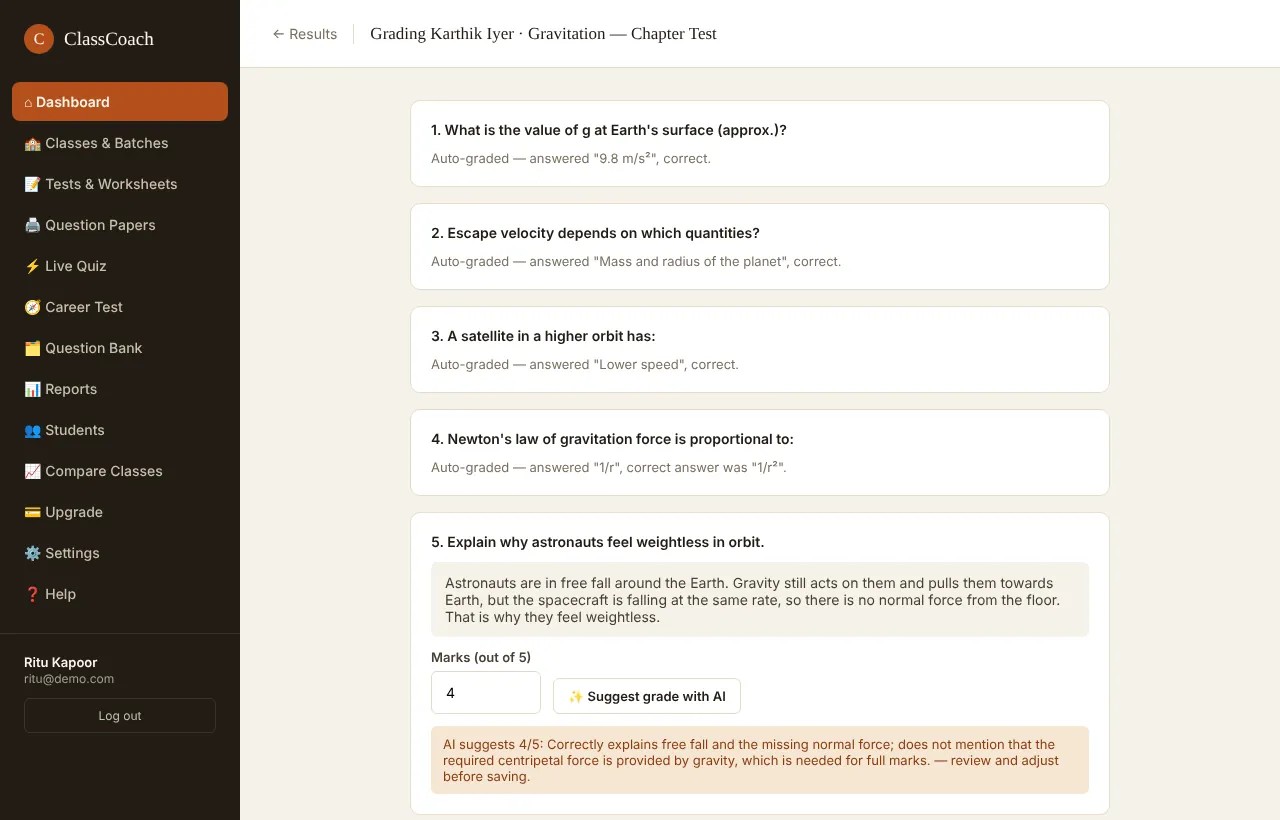 C ClassCoach
Dashboard
Classes & Batches
Tests & Worksheets
Question Papers
Live Quiz
Career Test
Question Bank
Reports
Students
Compare Classes
Upgrade
Settings
Help
Ritu Kapoor
ritu@demo.com
Log out
← Results
Grading Karthik Iyer · Gravitation — Chapter Test
1. What is the value of g at Earth's surface (approx.)?
Auto-graded — answered "9.8 m/s²", correct.
2. Escape velocity depends on which quantities?
Auto-graded — answered "Mass and radius of the planet", correct.
3. A satellite in a higher orbit has:
Auto-graded — answered "Lower speed", correct.
4. Newton's law of gravitation force is proportional to:
Auto-graded — answered "1/r", correct answer was "1/r²".
5. Explain why astronauts feel weightless in orbit.
Astronauts are in free fall around the Earth. Gravity still acts on them and pulls them towards
Earth, but the spacecraft is falling at the same rate, so there is no normal force from the floor.
That is why they feel weightless.
Marks (out of 5)
4
✨ Suggest grade with AI
AI suggests 4/5: Correctly explains free fall and the missing normal force; does not mention that the
required centripetal force is provided by gravity, which is needed for full marks. — review and adjust
before saving.